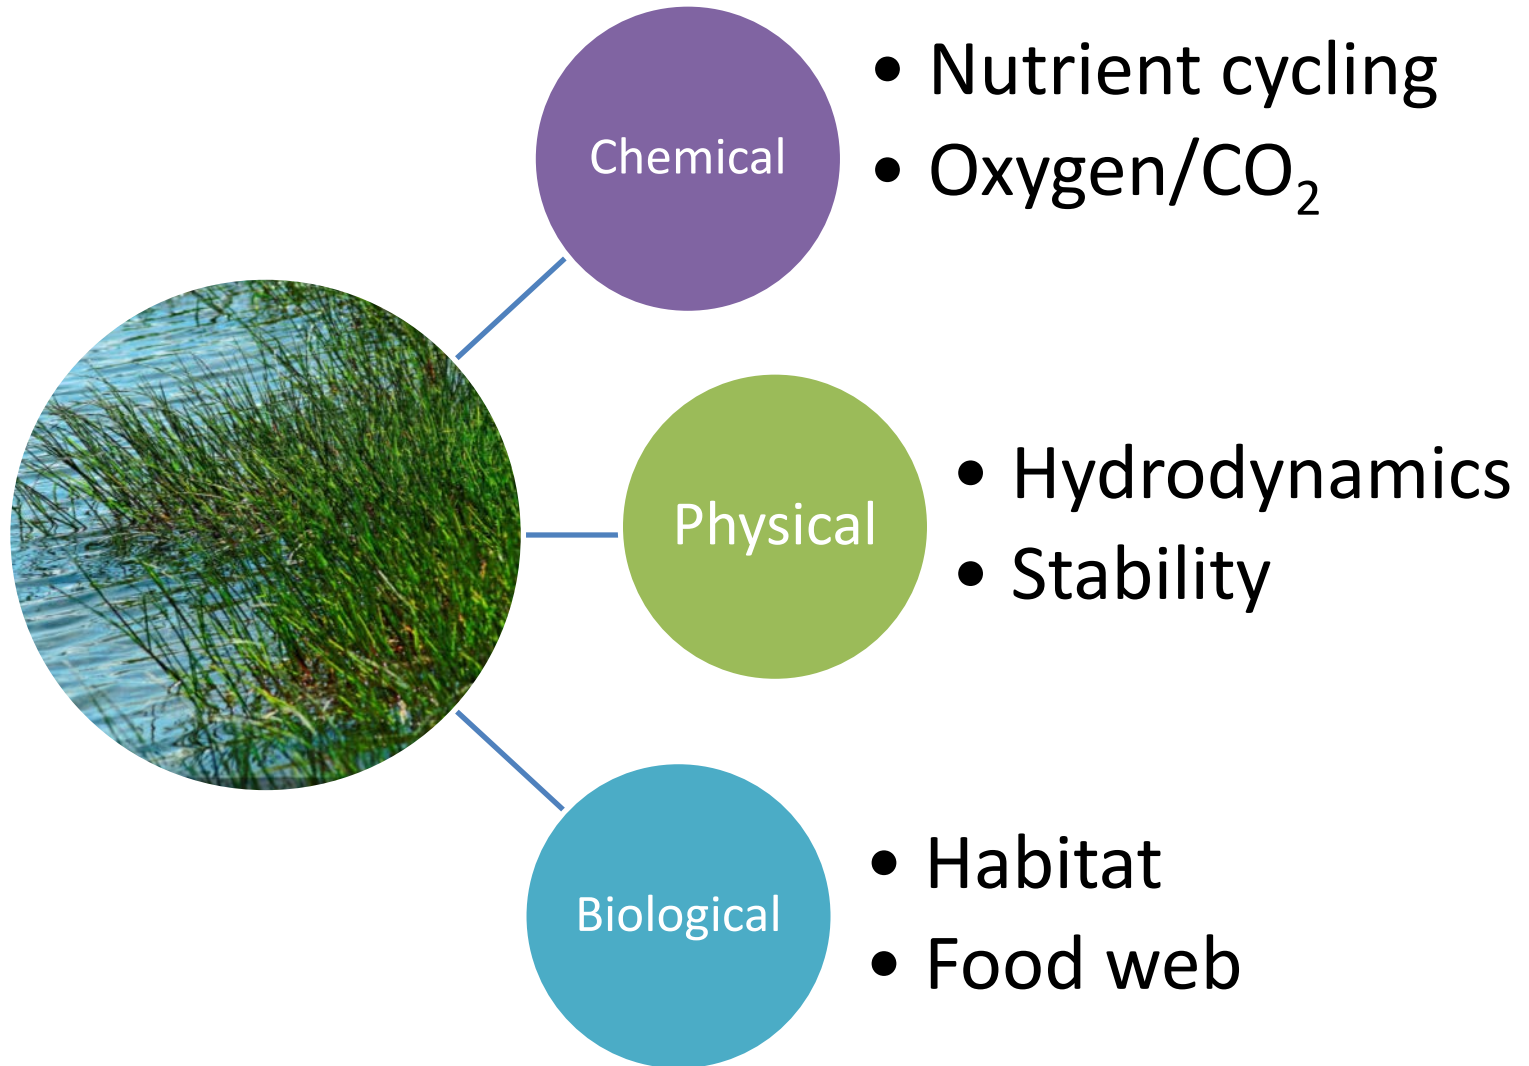 Chemical
• Nutrient cycling
• Oxygen/CO₂
Physical
• Hydrodynamics
• Stability
Biological
• Habitat
• Food web